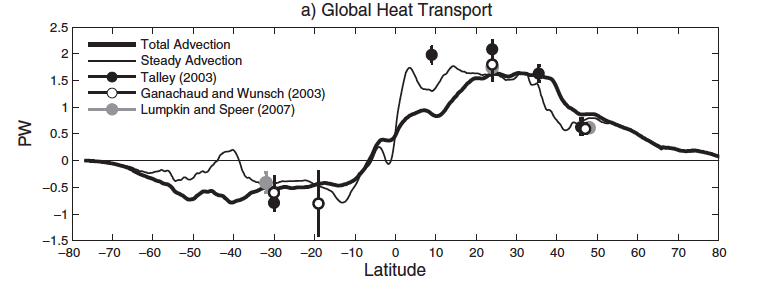 a) Global Heat Transport
2.5
2
1.5
1
0.5
0
−0.5
−1
−1.5
PW
Total Advection
Steady Advection
Talley (2003)
Ganachaud and Wunsch (2003)
Lumpkin and Speer (2007)
−80 −70 −60 −50 −40 −30 −20 −10 0 10 20 30 40 50 60 70 80
Latitude